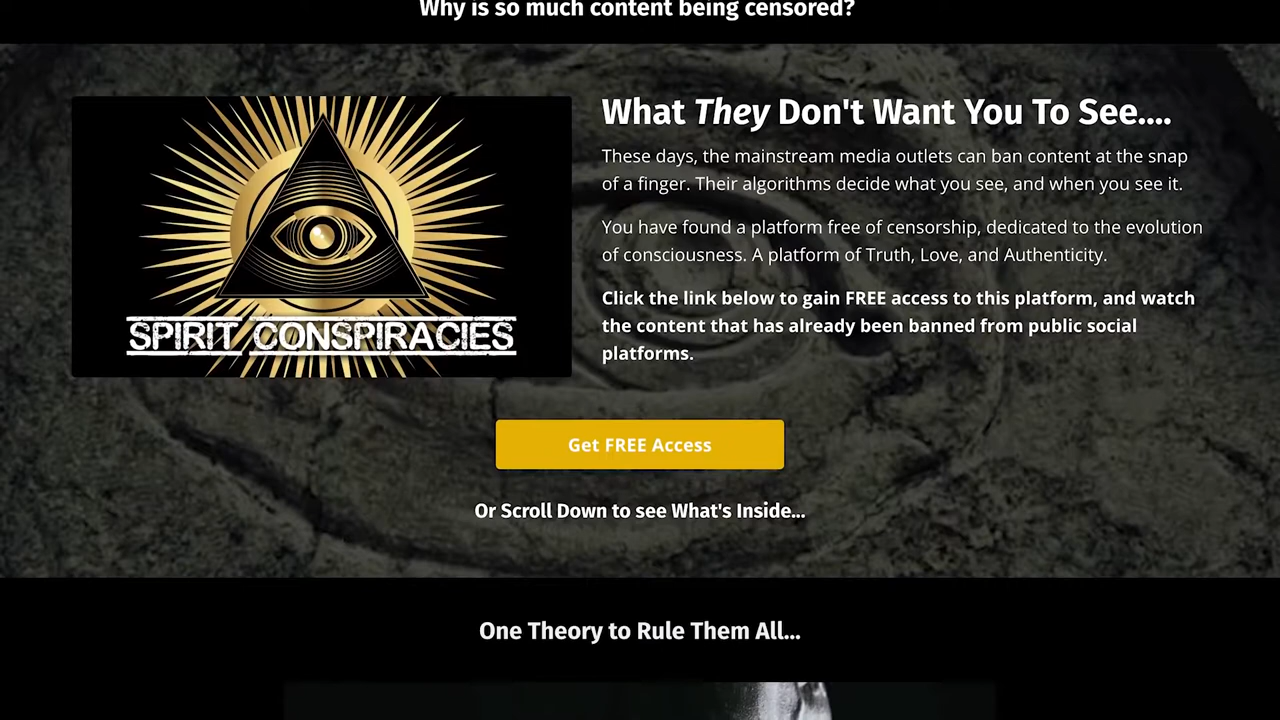 Why is so much content being censored?
SPIRIT CONSPIRACIES
What They Don't Want You To See....
These days, the mainstream media outlets can ban content at the snap
of a finger. Their algorithms decide what you see, and when you see it.
You have found a platform free of censorship, dedicated to the evolution
of consciousness. A platform of Truth, Love, and Authenticity.
Click the link below to gain FREE access to this platform, and watch
the content that has already been banned from public social
platforms.
Get FREE Access
Or Scroll Down to see What's Inside...
One Theory to Rule Them All...